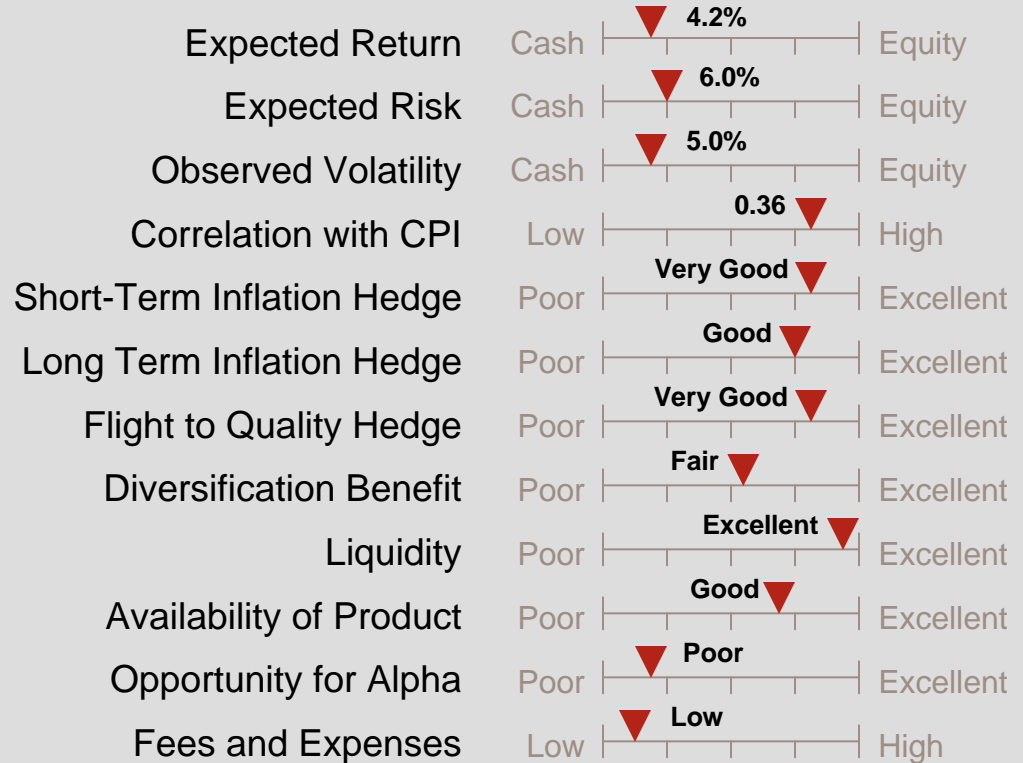 4.2%
Expected Return Cash Equity
6.0%
Expected Risk Cash Equity
5.0%
Observed Volatility Cash Equity
0.36
Correlation with CPI Low High
Very Good
Short-Term Inflation Hedge Poor Excellent
Good
Long Term Inflation Hedge Poor Excellent
Very Good
Flight to Quality Hedge Poor Excellent
Fair
Diversification Benefit Poor Excellent
Excellent
Liquidity Poor Excellent
Good
Availability of Product Poor Excellent
Poor
Opportunity for Alpha Poor Excellent
Low
Fees and Expenses Low High